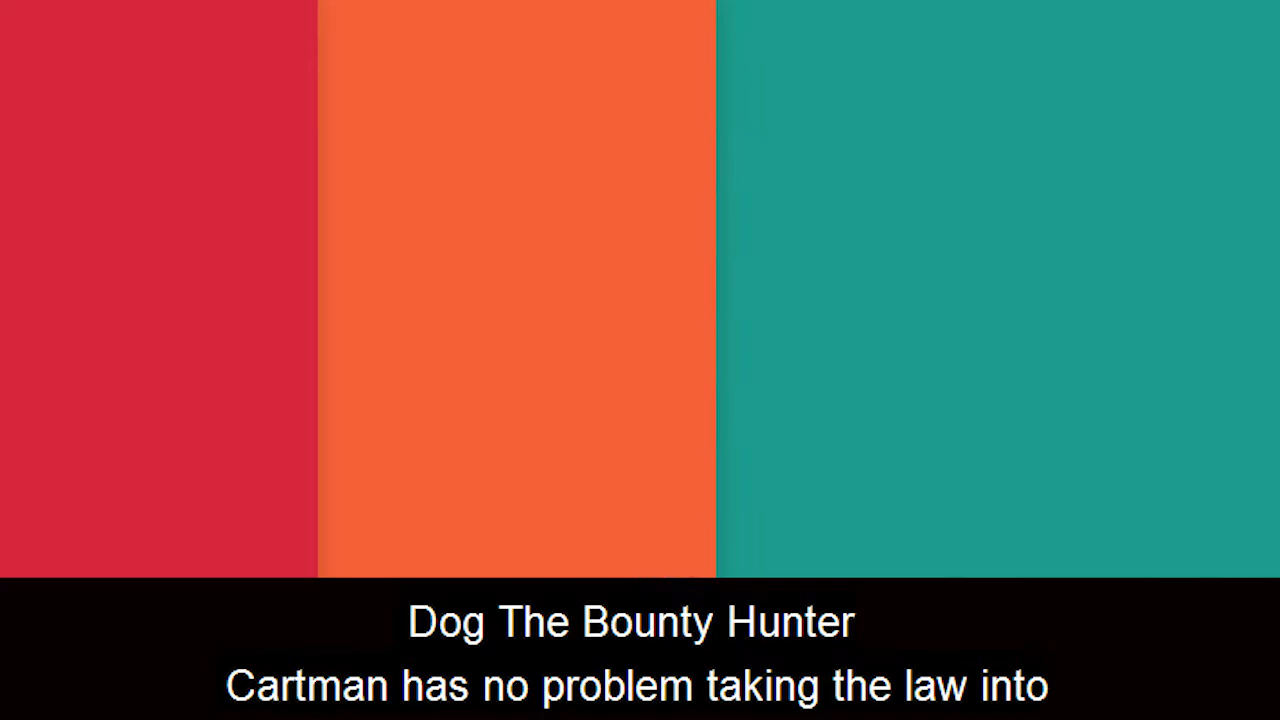 Dog The Bounty Hunter
Cartman has no problem taking the law into